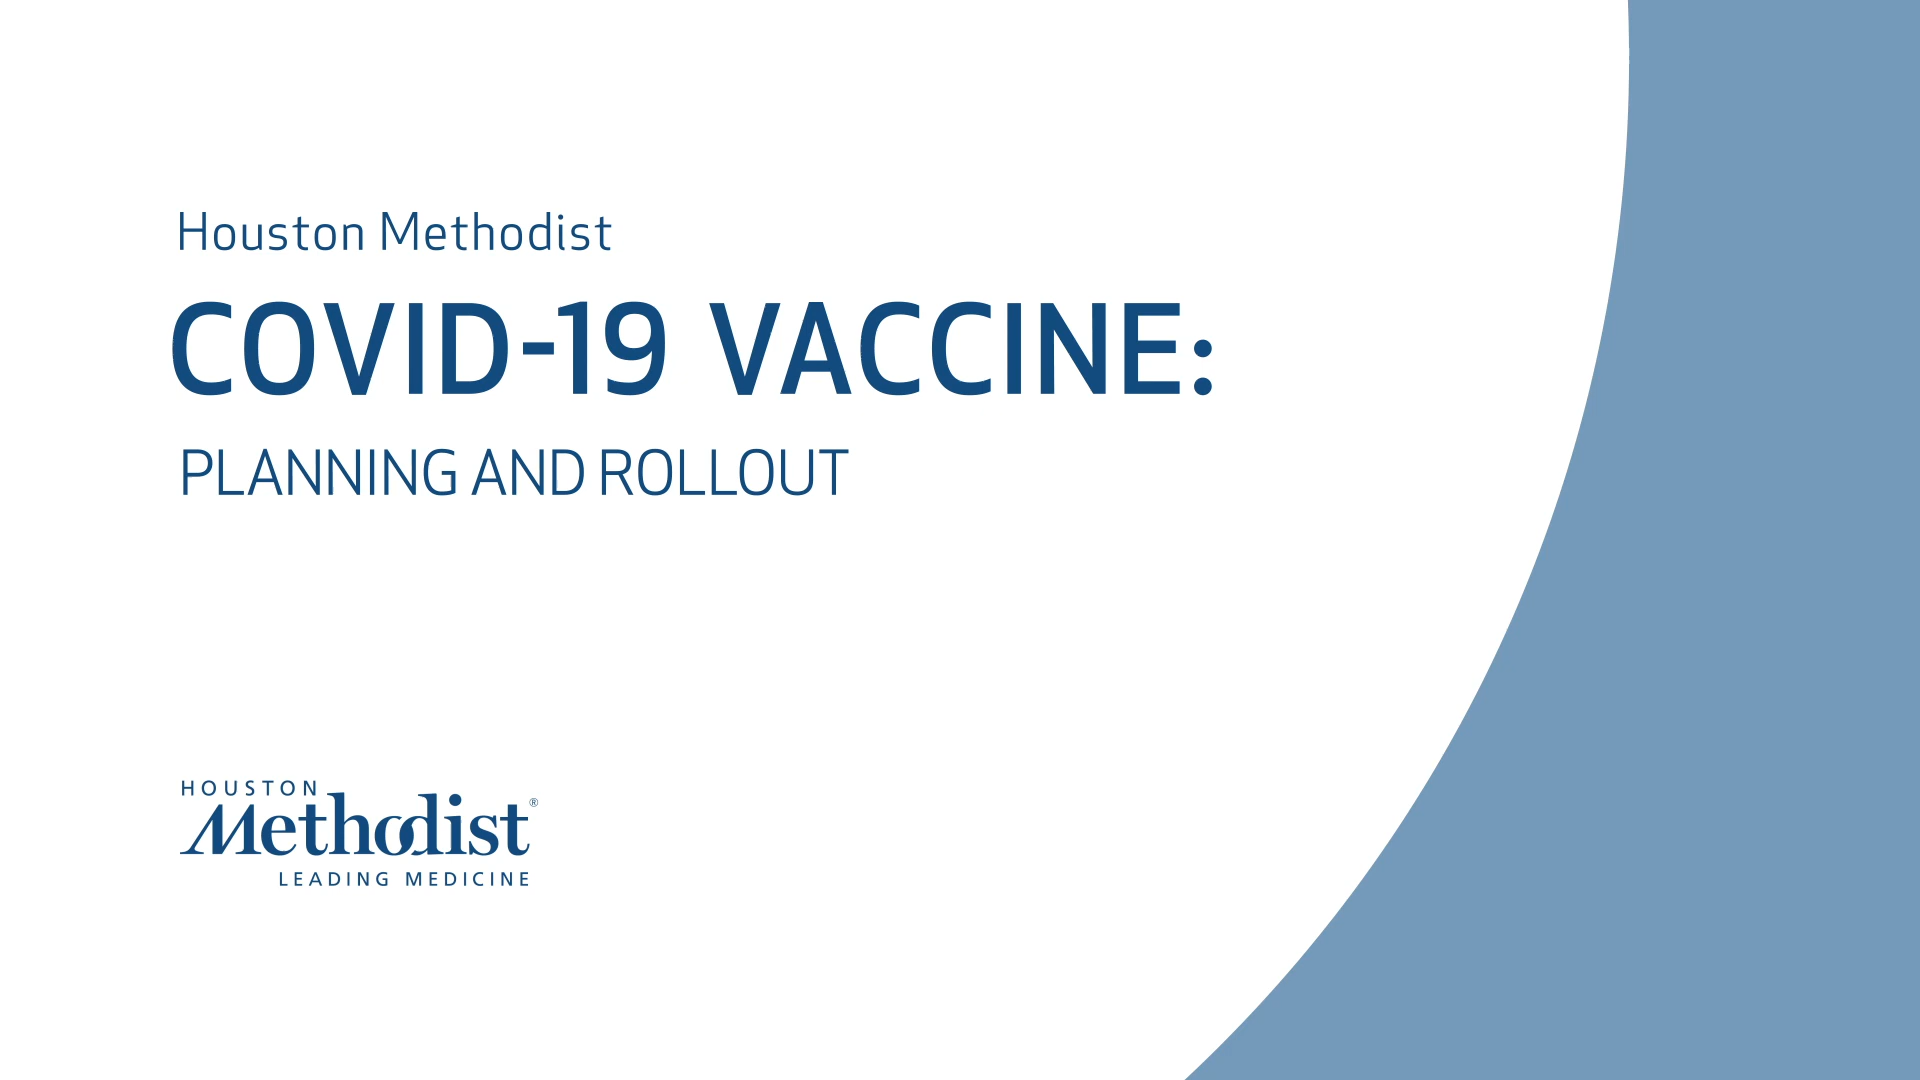 Houston Methodist
COVID-19 VACCINE:
PLANNING AND ROLLOUT
HOUSTON
Methodist®
LEADING MEDICINE